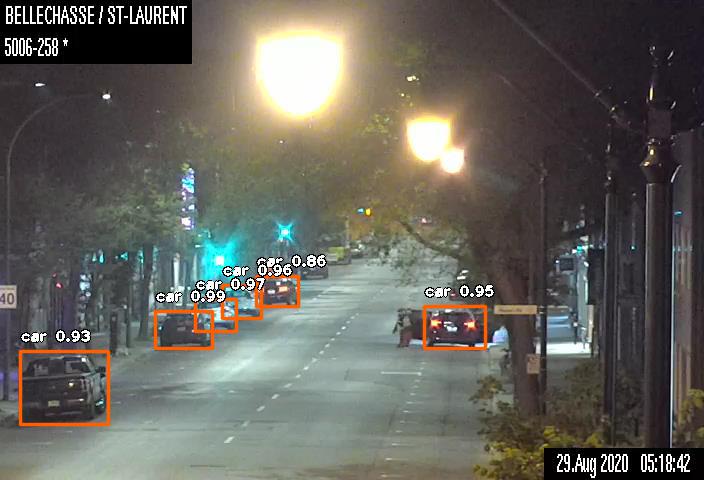 BELLECHASSE / ST-LAURENT
5006-258 *
car 0.86
car 0.96
car 0.97
car 0.99
car 0.95
40
car 0.93
29.Aug 2020 05:18:42